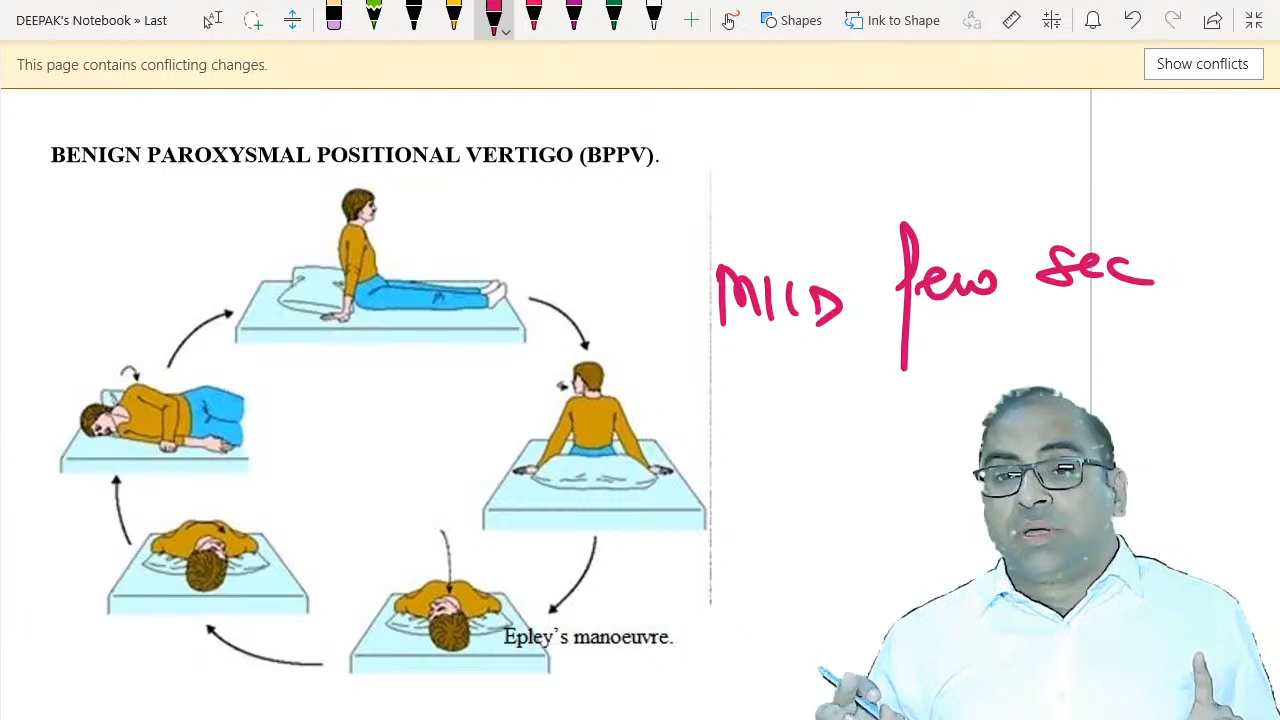 DEEPAK's Notebook » Last
Shapes
Ink to Shape
This page contains conflicting changes.
Show conflicts
BENIGN PAROXYSMAL POSITIONAL VERTIGO (BPPV).
MILD few sec
Epley's manoeuvre.